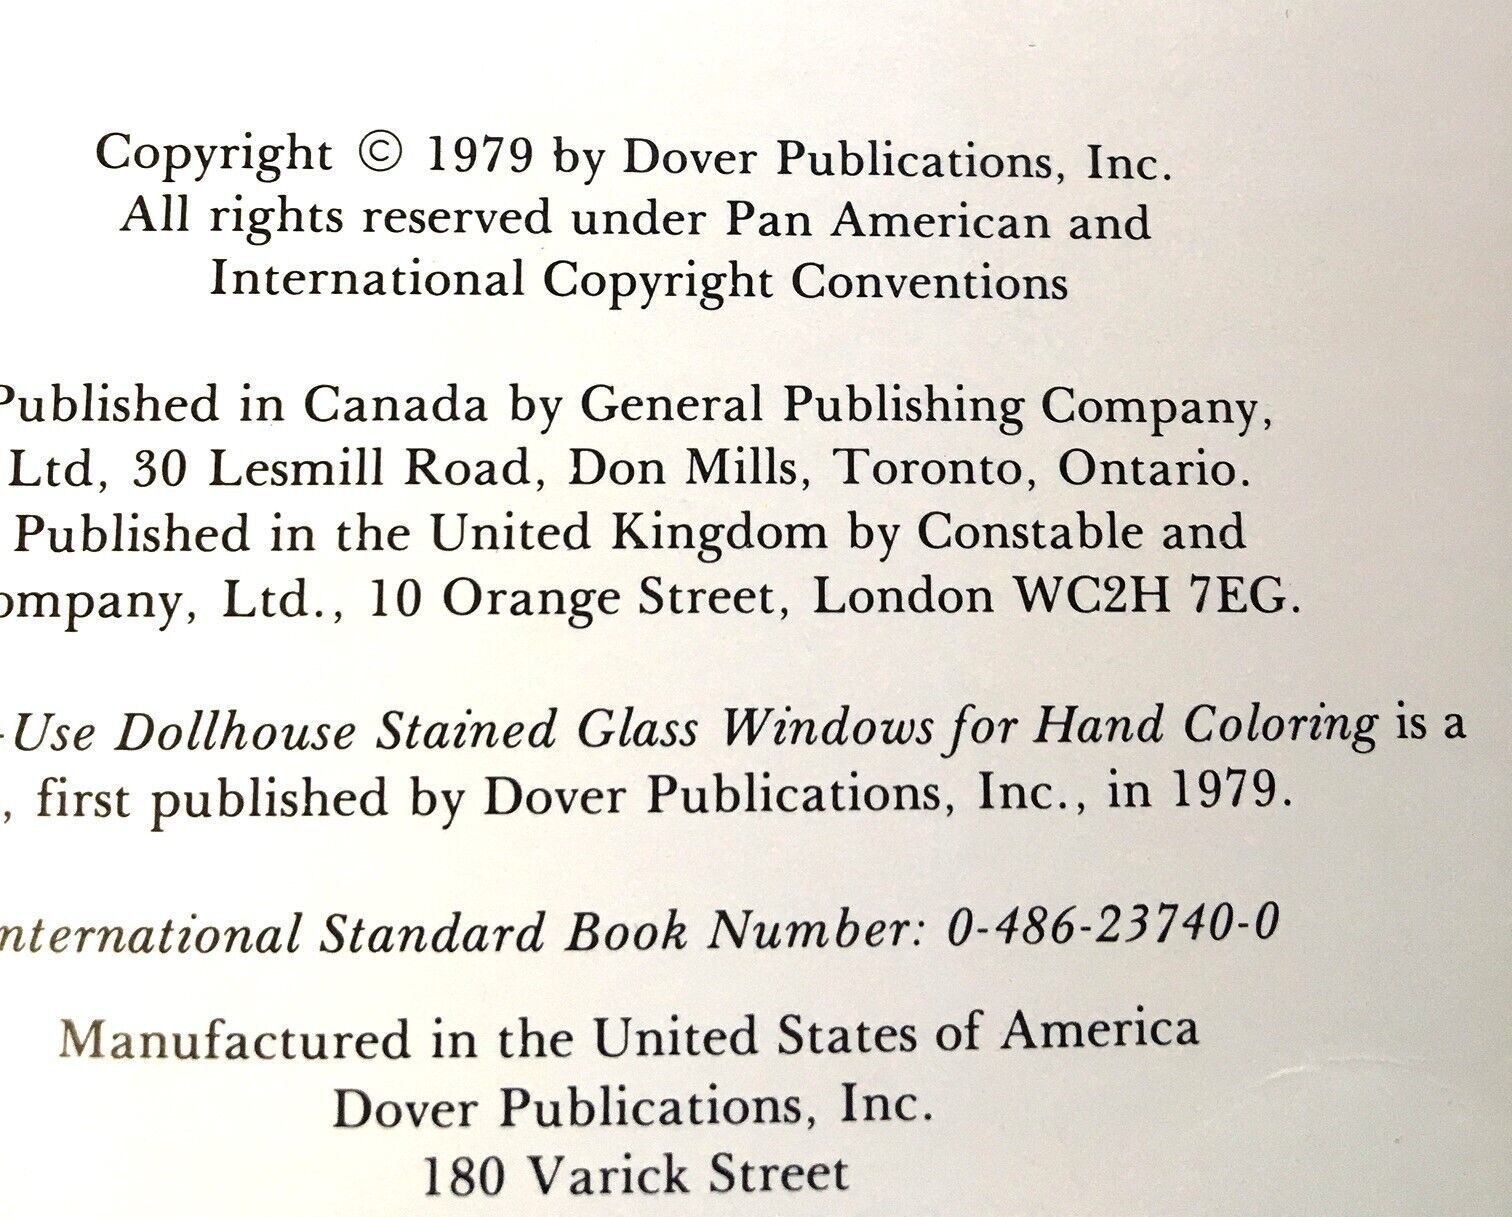 Copyright © 1979 by Dover Publications, Inc.
All rights reserved under Pan American and
International Copyright Conventions
Published in Canada by General Publishing Company,
Ltd, 30 Lesmill Road, Don Mills, Toronto, Ontario.
Published in the United Kingdom by Constable and
ompany, Ltd., 10 Orange Street, London WC2H 7EG.
-Use Dollhouse Stained Glass Windows for Hand Coloring is a
, first published by Dover Publications, Inc., in 1979.
nternational Standard Book Number: 0-486-23740-0
Manufactured in the United States of America
Dover Publications, Inc.
180 Varick Street